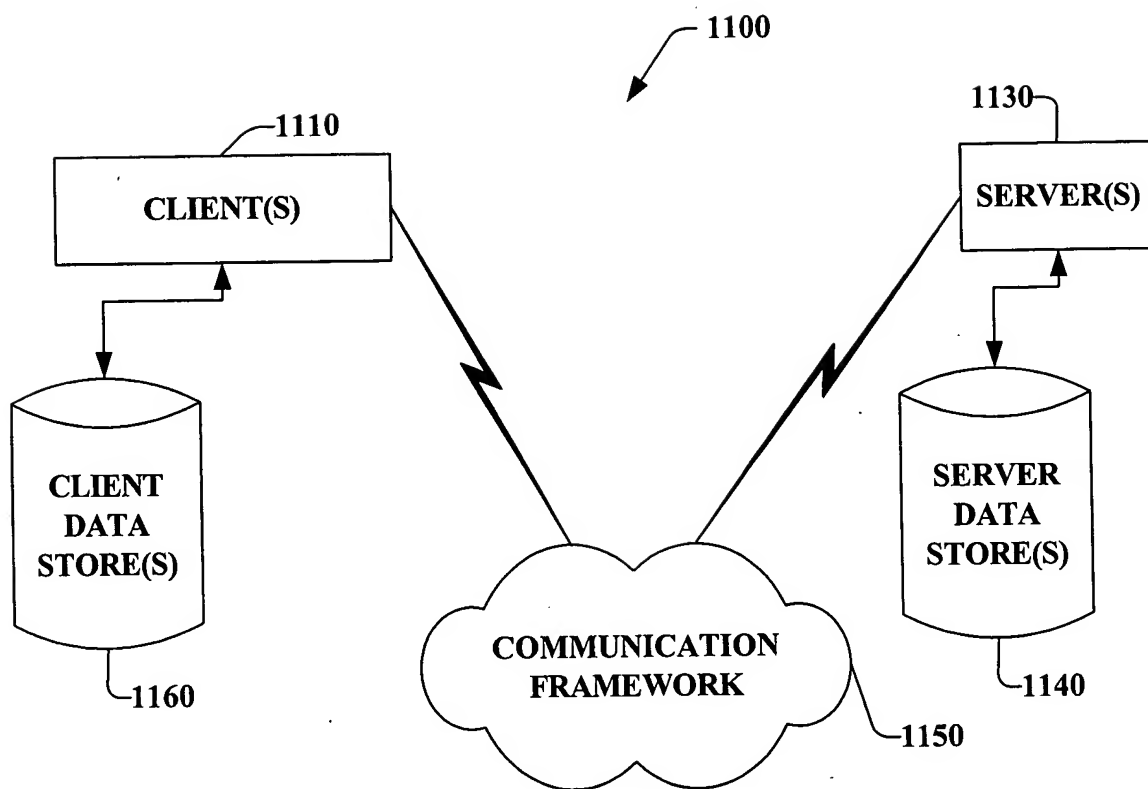 1100
1110
CLIENT(S)
1130
SERVER(S)
CLIENT
DATA
STORE(S)
1160
SERVER
DATA
STORE(S)
1140
COMMUNICATION
FRAMEWORK
1150